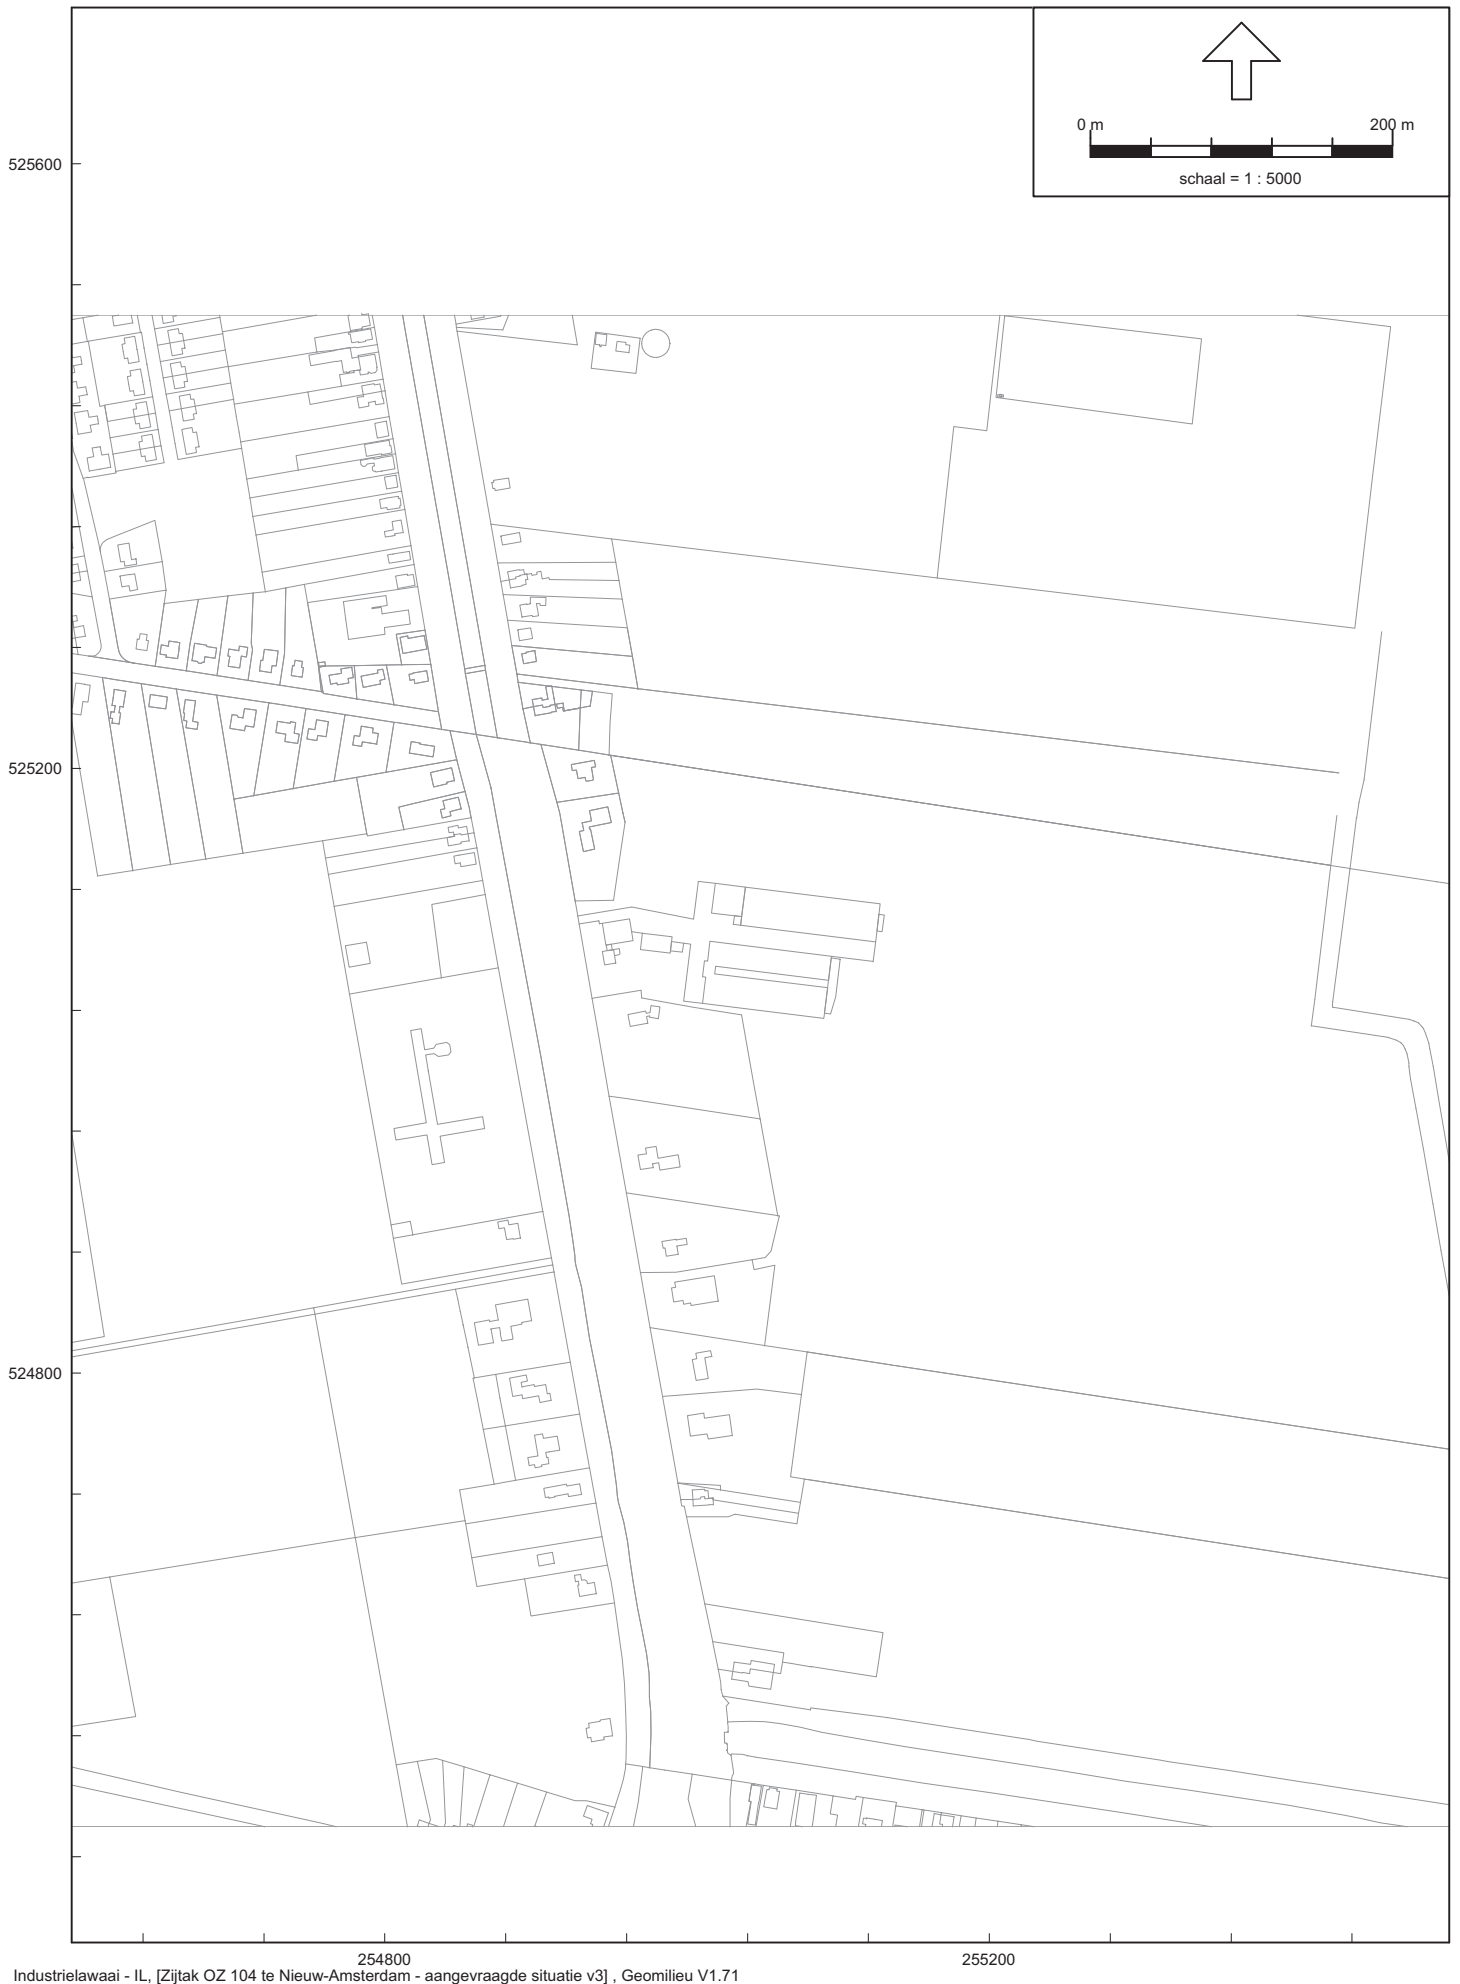 0 m 200 m
schaal = 1 : 5000
525600
525200
524800
254800 255200
Industrielawaai - IL, [Zijtak OZ 104 te Nieuw-Amsterdam - aangevraagde situatie v3] , Geomilieu V1.71